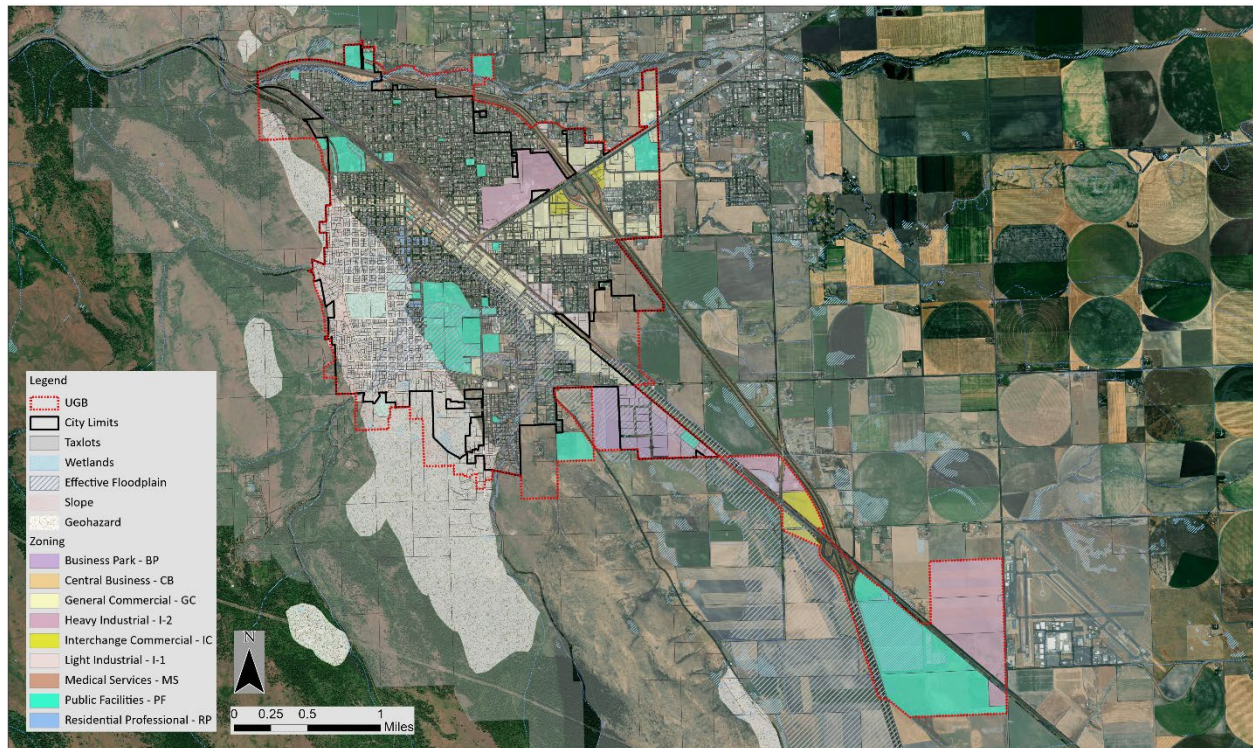 Legend
UGB
City Limits
Taxlots
Wetlands
Effective Floodplain
Slope
Geohazard
Zoning
Business Park - BP
Central Business - CB
General Commercial - GC
Heavy Industrial - I-2
Interchange Commercial - IC
Light Industrial - I-1
Medical Services - MS
Public Facilities - PF
Residential Professional - RP
N
0 0.25 0.5 1
Miles